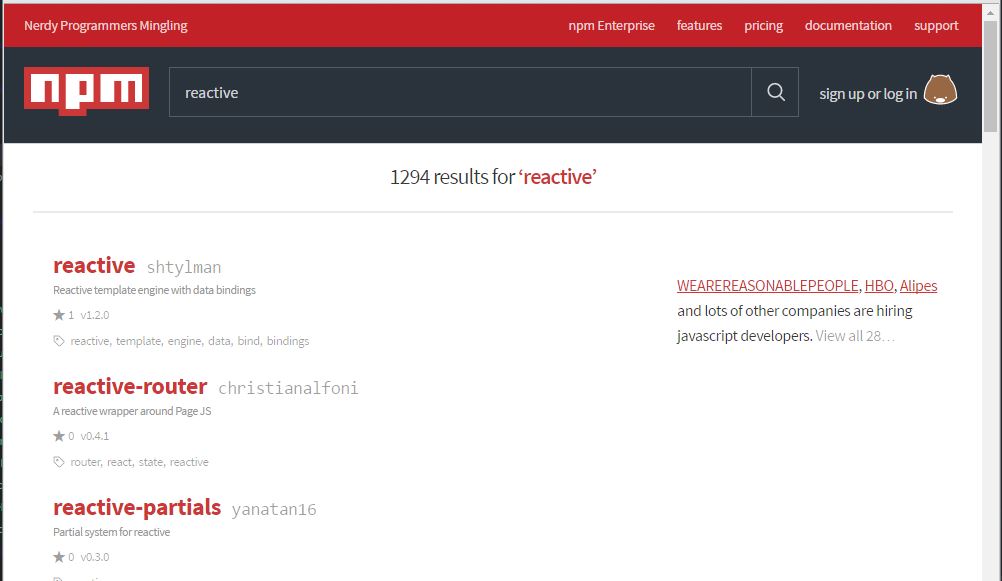 Nerdy Programmers Mingling
npm Enterprise features pricing documentation support
npm
reactive
sign up or log in
1294 results for ‘reactive’
reactive shtylman
Reactive template engine with data bindings
1 v1.2.0
reactive, template, engine, data, bind, bindings
WEAREREASONABLEPEOPLE, HBO, Alipes
and lots of other companies are hiring
javascript developers. View all 28…
reactive-router christianalfoni
A reactive wrapper around Page JS
0 v0.4.1
router, react, state, reactive
reactive-partials yanatan16
Partial system for reactive
0 v0.3.0